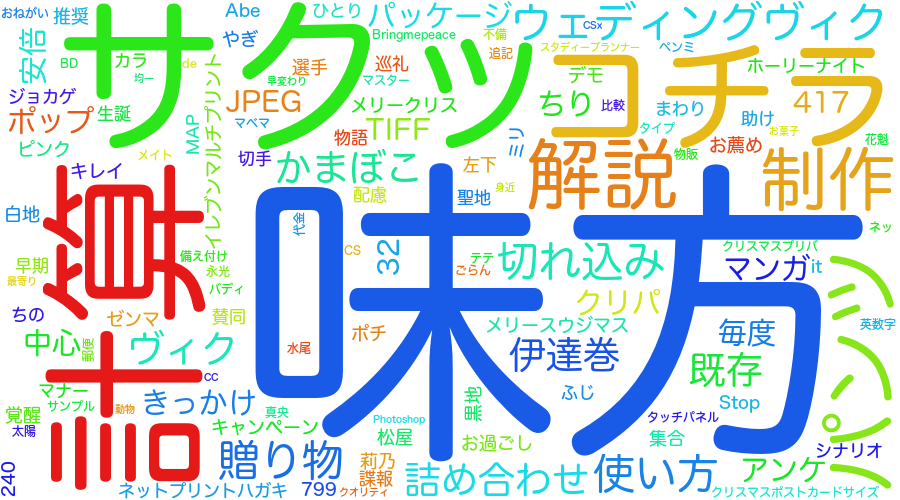 おねがい
推奨
サクッ
Abe
やぎ
ひとり
パッケージ
ウェディングヴィク
Bringmepeace
不備
CSx
追記
スタディープランナー
ペンミ
安倍
BD
カラ
均一
de
選手
早変わり
巡礼
マスター
デモ
コチラ
ホーリーナイト
ジョカゲ
生誕
イレブンマルチプリント
JPEG
メリークリス
ちり
比較
まわり
417
ポップ
MAP
マペマ
物語
TIFF
ミリ
タイプ
助け
お菓子
ピンク
メイト
切手
かまぼこ
左下
解説
物販
お薦め
花魁
制作
キレイ
配慮
聖地
身近
白地
計算
代金
味方
ネッ
備え付け
CS
32
テテ
切れ込み
クリスマスプリパ
早期
永光
ごらん
マンガ
it
最寄り
バディ
クリパ
ミニパ
ちの
ゼンマ
賛同
ポチ
メリースウジマス
毎度
英数字
中心
郵便
ヴィク
水尾
伊達巻
既存
マナー
cc
ふじ
Stop
サンプル
動物
きっかけ
黒地
タッチパネル
覚醒
真央
Photoshop
太陽
キャンペーン
松屋
お過ごし
集合
シナリオ
240
贈り物
莉乃
諜報
詰め合わせ
使い方
アンケ
ネットプリントハガキ
799
クオリティ
クリスマスポストカードサイズ